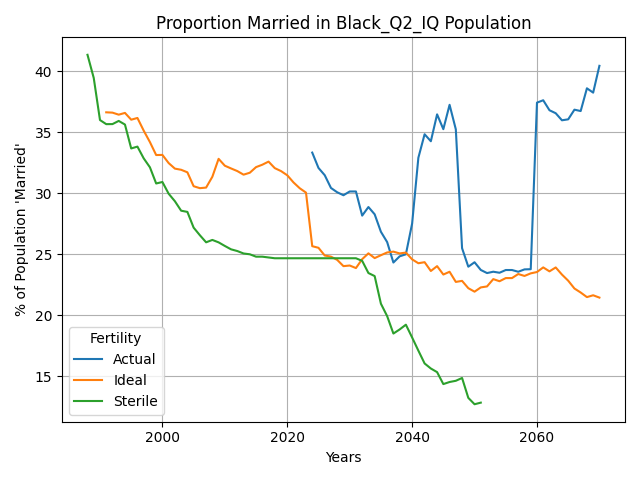 Proportion Married in Black_Q2_IQ Population
% of Population 'Married'
40
35
30
25
20
15
Fertility
Actual
Ideal
Sterile
2000
2020
2040
2060
Years